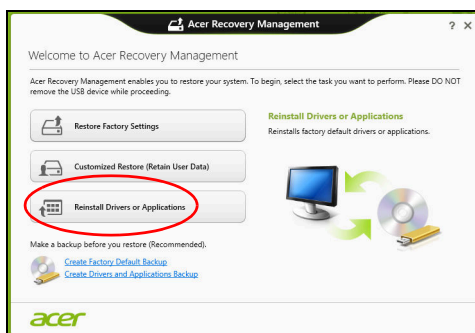 Acer Recovery Management
? X
Welcome to Acer Recovery Management
Acer Recovery Management enables you to restore your system. To begin, select the task you want to perform. Please DO NOT
remove the USB device while proceeding.
Restore Factory Settings
Customized Restore (Retain User Data)
Reinstall Drivers or Applications
Reinstall Drivers or Applications
Reinstalls factory default drivers or applications.
Make a backup before you restore (Recommended).
Create Factory Default Backup
Create Drivers and Applications Backup
acer